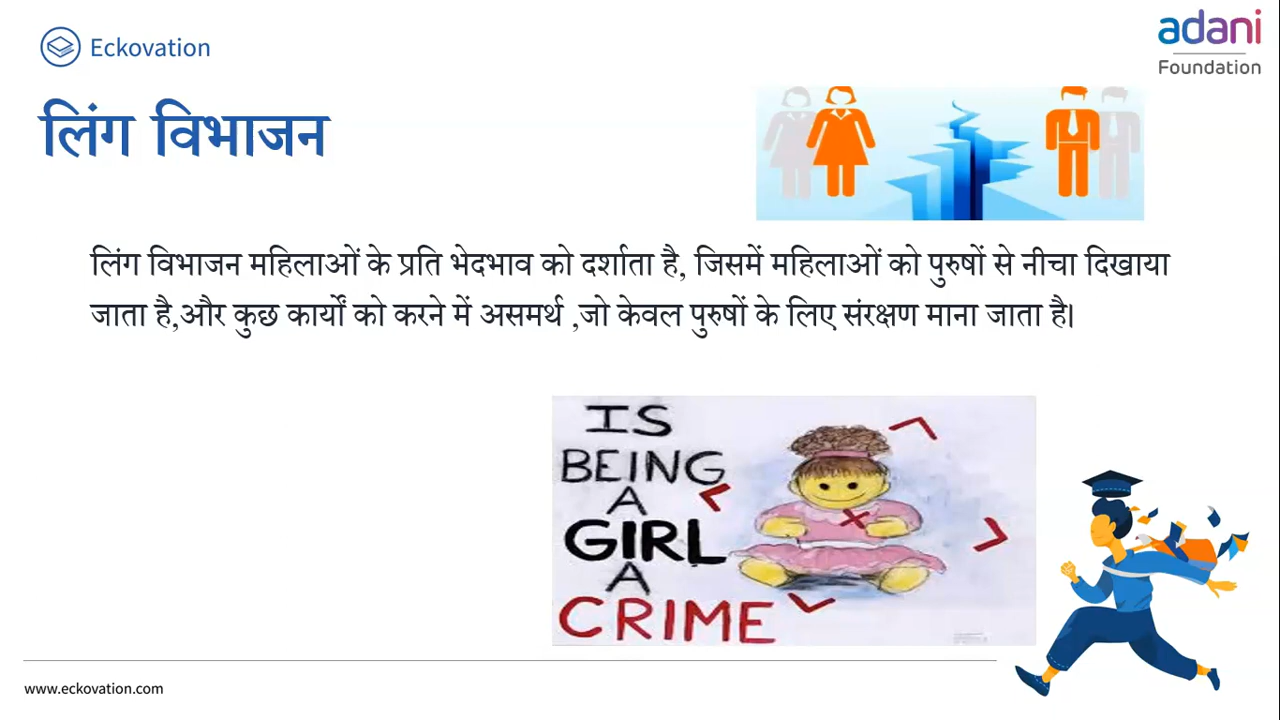 Eckovation
adani
Foundation
लिंग विभाजन
लिंग विभाजन महिलाओं के प्रति भेदभाव को दर्शाता है, जिसमें महिलाओं को पुरुषों से नीचा दिखाया
जाता है,और कुछ कार्यों को करने में असमर्थ ,जो केवल पुरुषों के लिए संरक्षण माना जाता है।
IS
BEING
A
GIRL
A
CRIME
www.eckovation.com